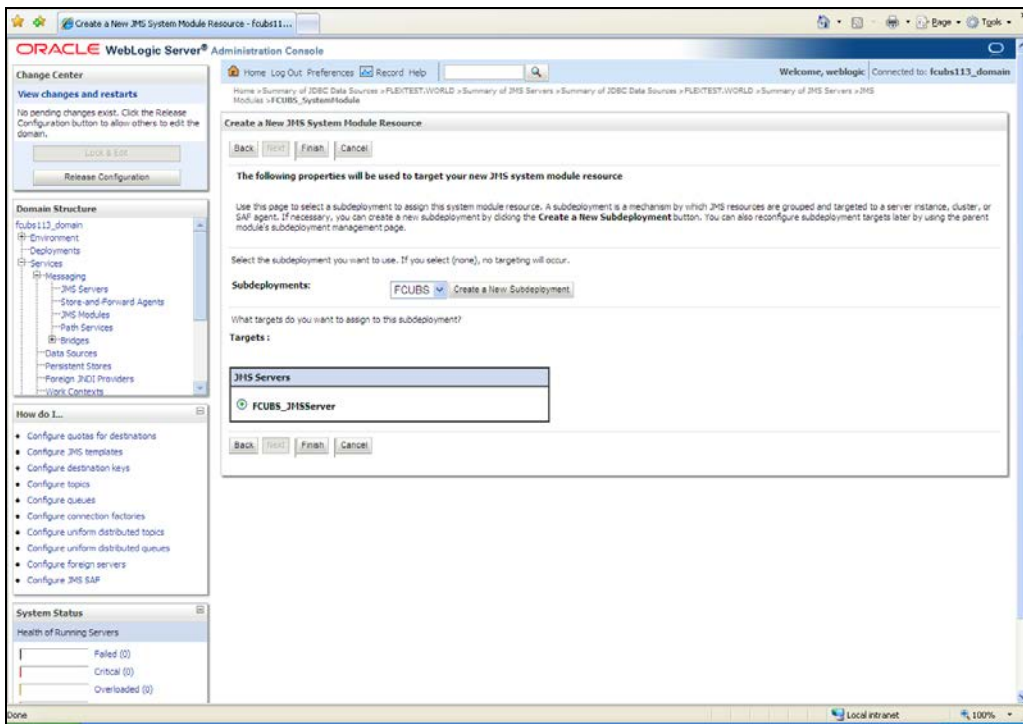 Create a New JMS System Module Resource - fcubs11...
Page
Tools
ORACLE WebLogic Server® Administration Console
Change Center
View changes and restarts
No pending changes exist. Click the Release
Configuration button to allow others to edit the
domain.
Lock & Edit
Release Configuration
Domain Structure
fcubs113_domain
Environment
Deployments
Services
Messaging
JMS Servers
Store-and-Forward Agents
JMS Modules
Path Services
Bridges
Data Sources
Persistent Stores
Foreign JNDI Providers
Work Contexts
How do I...
Configure quotas for destinations
Configure JMS templates
Configure destination keys
Configure topics
Configure queues
Configure connection factories
Configure uniform distributed topics
Configure uniform distributed queues
Configure foreign servers
Configure JMS SAF
System Status
Health of Running Servers
Failed (0)
Critical (0)
Overloaded (0)
Home Log Out Preferences Record Help
Welcome, weblogic Connected to: fcubs113_domain
Home >Summary of JDBC Data Sources >FLEXTEST.WORLD >Summary of JMS Servers >Summary of JDBC Data Sources >FLEXTEST.WORLD >Summary of JMS Servers >JMS
Modules >FCUBS_SystemModule
Create a New JMS System Module Resource
Back Next Finish Cancel
The following properties will be used to target your new JMS system module resource
Use this page to select a subdeployment to assign this system module resource. A subdeployment is a mechanism by which JMS resources are grouped and targeted to a server instance, cluster, or
SAF agent. If necessary, you can create a new subdeployment by clicking the Create a New Subdeployment button. You can also reconfigure subdeployment targets later by using the parent
module's subdeployment management page.
Select the subdeployment you want to use. If you select (none), no targeting will occur.
Subdeployments: FCUBS Create a New Subdeployment
What targets do you want to assign to this subdeployment?
Targets :
JMS Servers
FCUBS_JMSServer
Back Next Finish Cancel
Done
Local intranet
100%